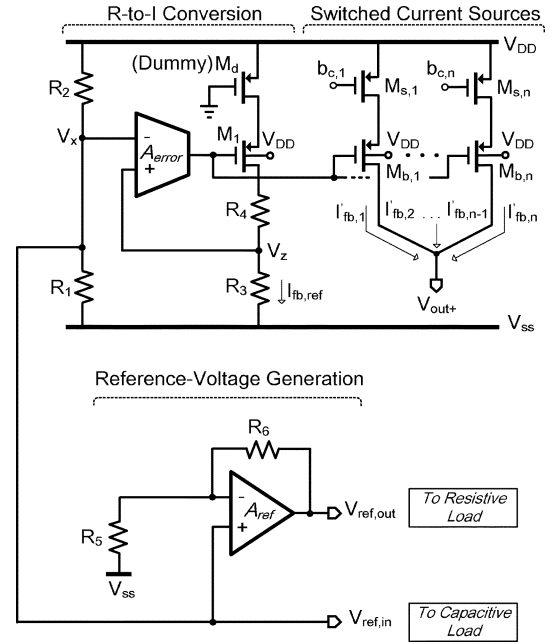 R-to-I Conversion
Switched Current Sources
V_DD
(Dummy) M_d
b_c,1
M_s,1
b_c,n
M_s,n
R_2
V_x
-
A_error
+
M_1
V_DD
V_DD
V_DD
M_b,1
M_b,n
R_4
V_z
I'_fb,1
I'_fb,2
...
I'_fb,n-1
I'_fb,n
R_1
R_3
I_fb,ref
V_out+
V_ss
Reference-Voltage Generation
R_6
-
A_ref
+
R_5
V_ss
V_ref,out
To Resistive
Load
V_ref,in
To Capacitive
Load